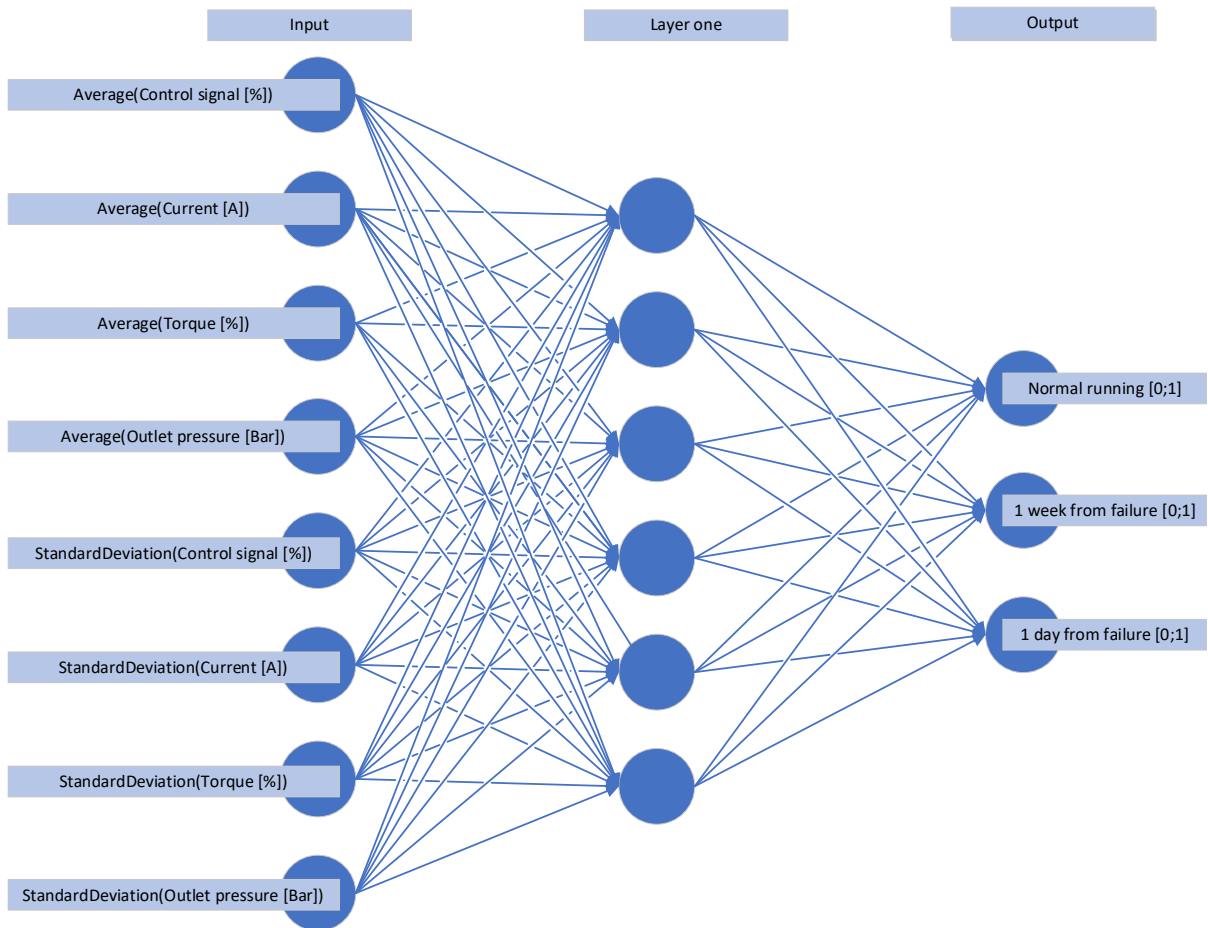 Input
Layer one
Output
Average(Control signal [%])
Average(Current [A])
Average(Torque [%])
Average(Outlet pressure [Bar])
StandardDeviation(Control signal [%])
StandardDeviation(Current [A])
StandardDeviation(Torque [%])
StandardDeviation(Outlet pressure [Bar])
Normal running [0;1]
1 week from failure [0;1]
1 day from failure [0;1]